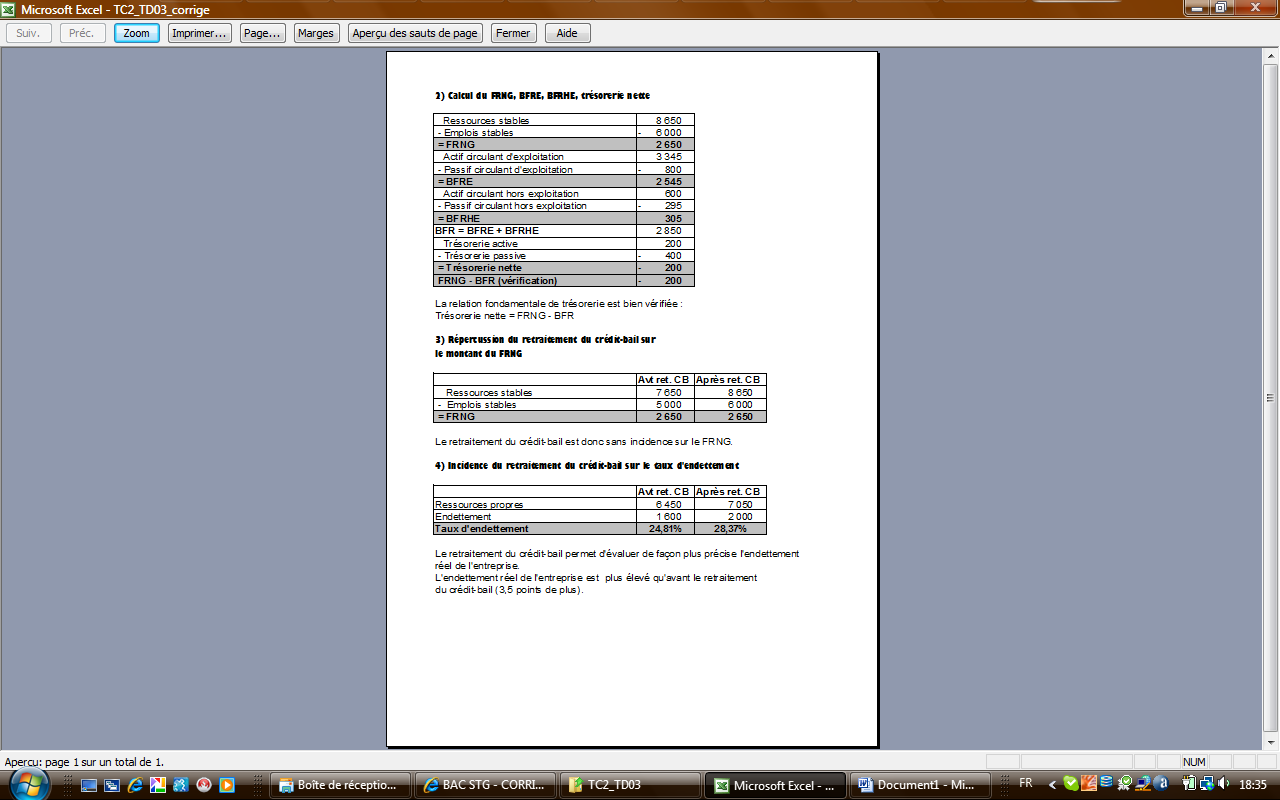 Microsoft Excel - TC2_TD03_corrige
Suiv. Préc. Zoom Imprimer... Page... Marges Aperçu des sauts de page Fermer Aide
2) Calcul du FRNG, BFRE, BFRHE, trésorerie nette
Ressources stables 8 650
- Emplois stables - 6 000
= FRNG 2 650
Actif circulant d'exploitation 3 345
- Passif circulant d'exploitation - 800
= BFRE 2 545
Actif circulant hors exploitation 600
- Passif circulant hors exploitation - 295
= BFRHE 305
BFR = BFRE + BFRHE 2 850
Trésorerie active 200
- Trésorerie passive - 400
= Trésorerie nette - 200
FRNG - BFR (vérification) - 200
La relation fondamentale de trésorerie est bien vérifiée :
Trésorerie nette = FRNG - BFR
3) Répercussion du retraitement du crédit-bail sur
le montant du FRNG
Avt ret. CB Après ret. CB
Ressources stables 7 650 8 650
- Emplois stables 5 000 6 000
= FRNG 2 650 2 650
Le retraitement du crédit-bail est donc sans incidence sur le FRNG.
4) Incidence du retraitement du crédit-bail sur le taux d'endettement
Avt ret. CB Après ret. CB
Ressources propres 6 450 7 050
Endettement 1 600 2 000
Taux d'endettement 24,81% 28,37%
Le retraitement du crédit-bail permet d'évaluer de façon plus précise l'endettement
réel de l'entreprise.
L'endettement réel de l'entreprise est plus élevé qu'avant le retraitement
du crédit-bail (3,5 points de plus).
Aperçu: page 1 sur un total de 1.
NUM
Boîte de réceptio... BAC STG - CORRI... TC2_TD03 Microsoft Excel - ... Document1 - Mi... FR 18:35